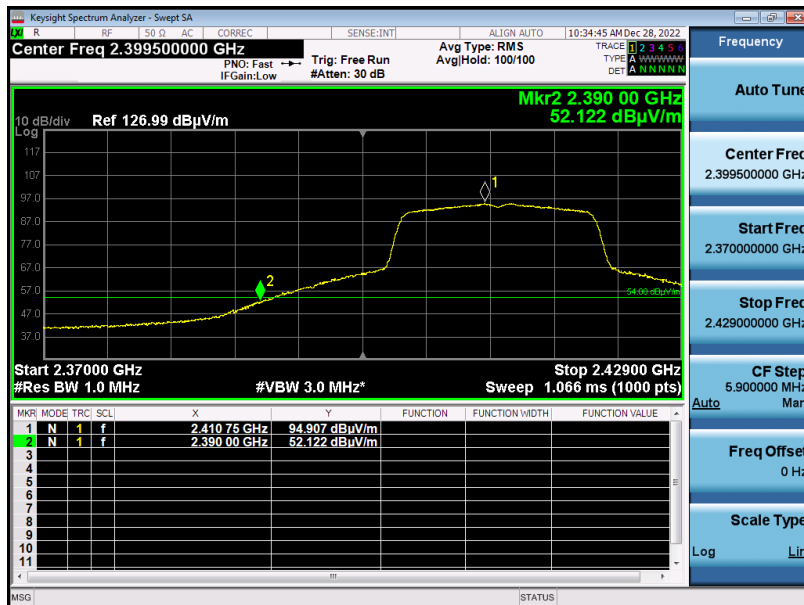 Keysight Spectrum Analyzer - Swept SA
LXI R RF 50 Ω AC CORREC SENSE:INT ALIGN AUTO 10:34:45 AM Dec 28, 2022
Center Freq 2.399500000 GHz
PNO: Fast
IFGain:Low
Trig: Free Run
#Atten: 30 dB
Avg Type: RMS
Avg|Hold: 100/100
TRACE 1 2 3 4 5 6
TYPE A WWWWW
DET A N N N N N
Mkr2 2.390 00 GHz
52.122 dBµV/m
10 dB/div Ref 126.99 dBµV/m
Log
117
107
97.0
87.0
77.0
67.0
57.0
47.0
37.0
1
2
54.00 dBµV/m
Start 2.37000 GHz Stop 2.42900 GHz
#Res BW 1.0 MHz #VBW 3.0 MHz* Sweep 1.066 ms (1000 pts)
MKR MODE TRC SCL X Y FUNCTION FUNCTION WIDTH FUNCTION VALUE
1 N 1 f 2.410 75 GHz 94.907 dBµV/m
2 N 1 f 2.390 00 GHz 52.122 dBµV/m
3
4
5
6
7
8
9
10
11
MSG STATUS
Frequency
Auto Tune
Center Freq
2.399500000 GHz
Start Freq
2.370000000 GHz
Stop Freq
2.429000000 GHz
CF Step
5.900000 MHz
Auto Man
Freq Offset
0 Hz
Scale Type
Log Lin